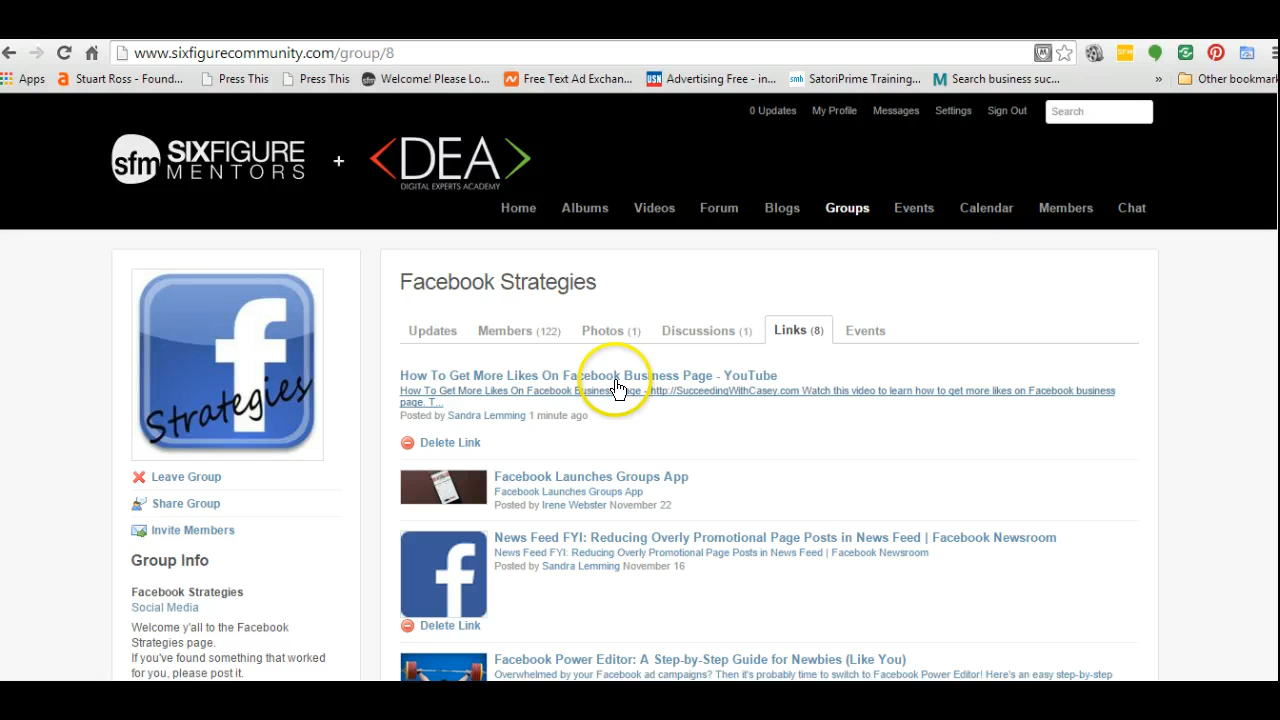 www.sixfigurecommunity.com/group/8
SFM
Apps
Stuart Ross - Found...
Press This
Press This
Welcome! Please Lo...
Free Text Ad Exchan...
USN
Advertising Free - in...
smb
SatoriPrime Training...
Search business suc...
»
Other bookmark
0 Updates
My Profile
Messages
Settings
Sign Out
Search
sfm SIXFIGURE
MENTORS
+
<DEA>
DIGITAL EXPERTS ACADEMY
Home
Albums
Videos
Forum
Blogs
Groups
Events
Calendar
Members
Chat
Strategies
Leave Group
Share Group
Invite Members
Group Info
Facebook Strategies
Social Media
Welcome y'all to the Facebook
Strategies page.
If you've found something that worked
for you, please post it.
Facebook Strategies
Updates
Members (122)
Photos (1)
Discussions (1)
Links (8)
Events
How To Get More Likes On Facebook Business Page - YouTube
How To Get More Likes On Facebook Business Page - http://SucceedingWithCasey.com Watch this video to learn how to get more likes on Facebook business
page. T...
Posted by Sandra Lemming 1 minute ago
Delete Link
Facebook Launches Groups App
Facebook Launches Groups App
Posted by Irene Webster November 22
News Feed FYI: Reducing Overly Promotional Page Posts in News Feed | Facebook Newsroom
News Feed FYI: Reducing Overly Promotional Page Posts in News Feed | Facebook Newsroom
Posted by Sandra Lemming November 16
Delete Link
Facebook Power Editor: A Step-by-Step Guide for Newbies (Like You)
Overwhelmed by your Facebook ad campaigns? Then it's probably time to switch to Facebook Power Editor! Here's an easy step-by-step